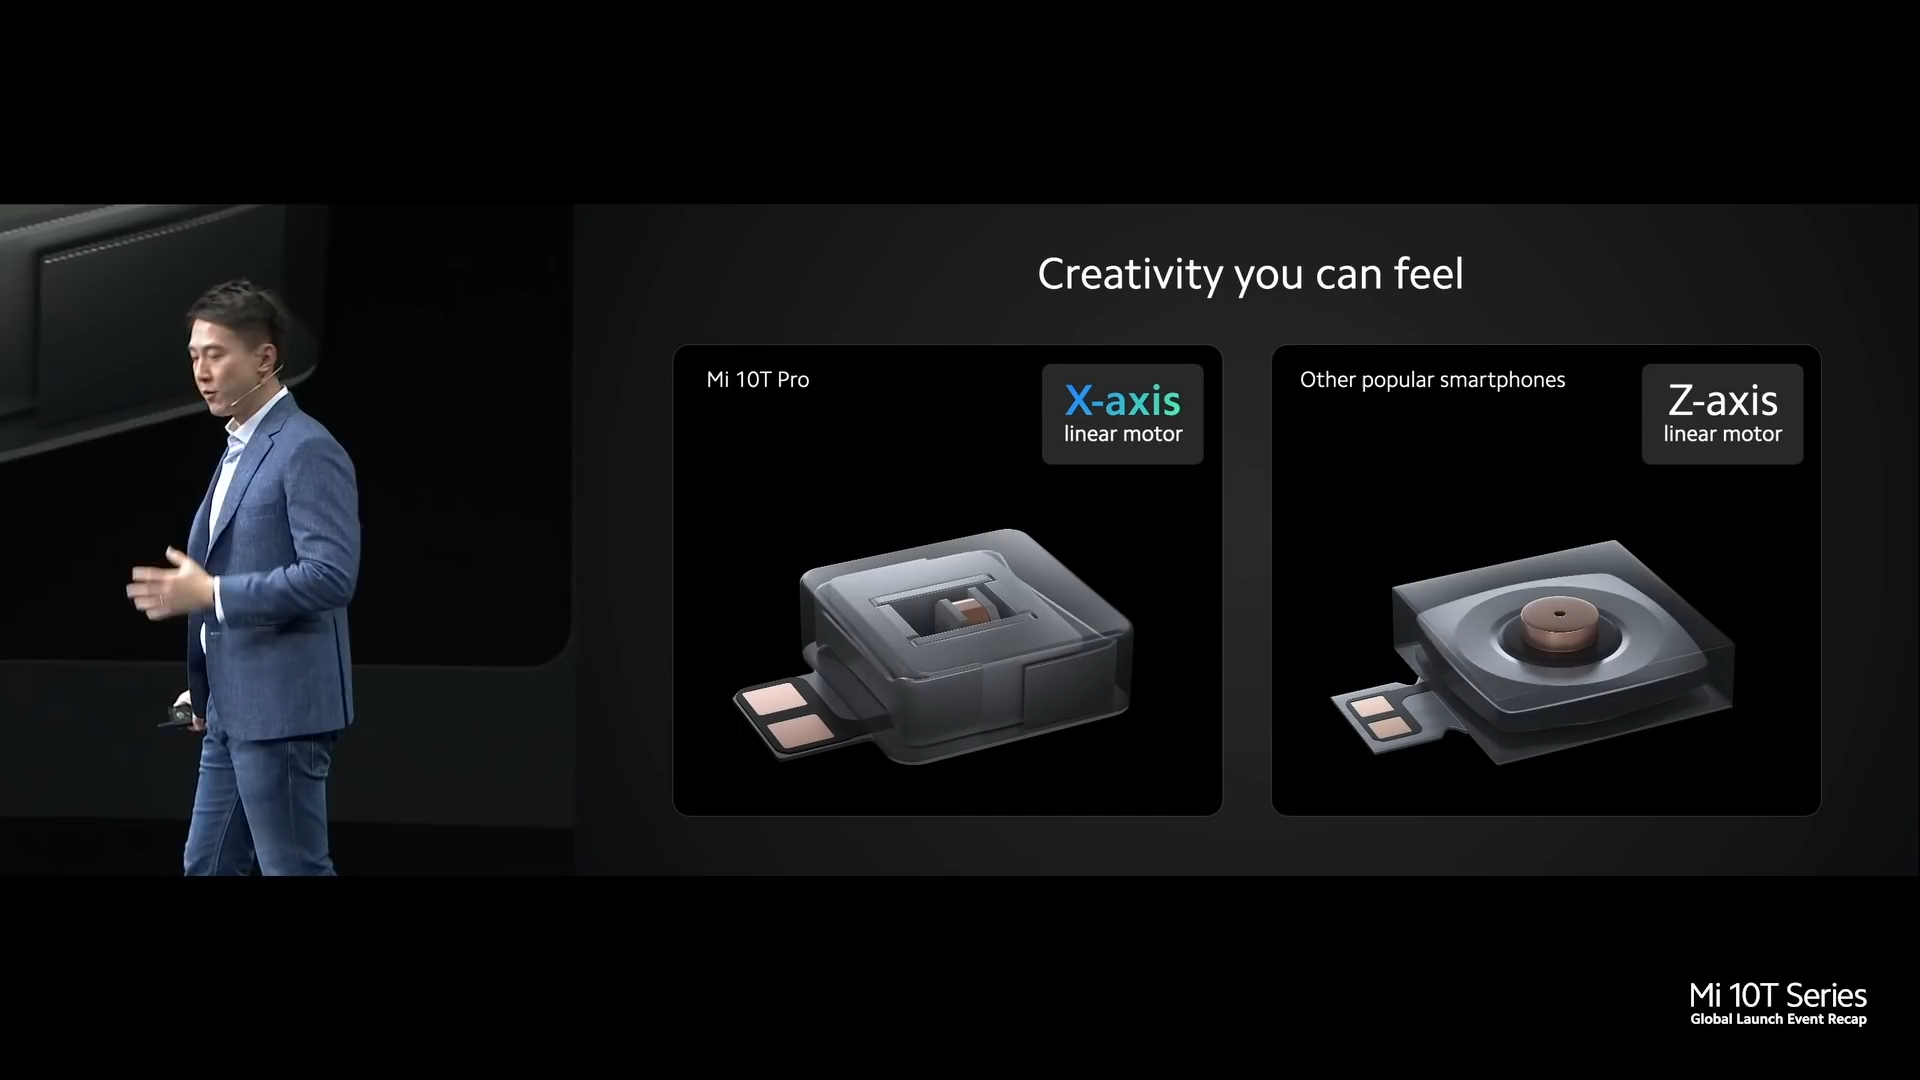 Creativity you can feel
Mi 10T Pro
X-axis
linear motor
Other popular smartphones
Z-axis
linear motor
Mi 10T Series
Global Launch Event Recap